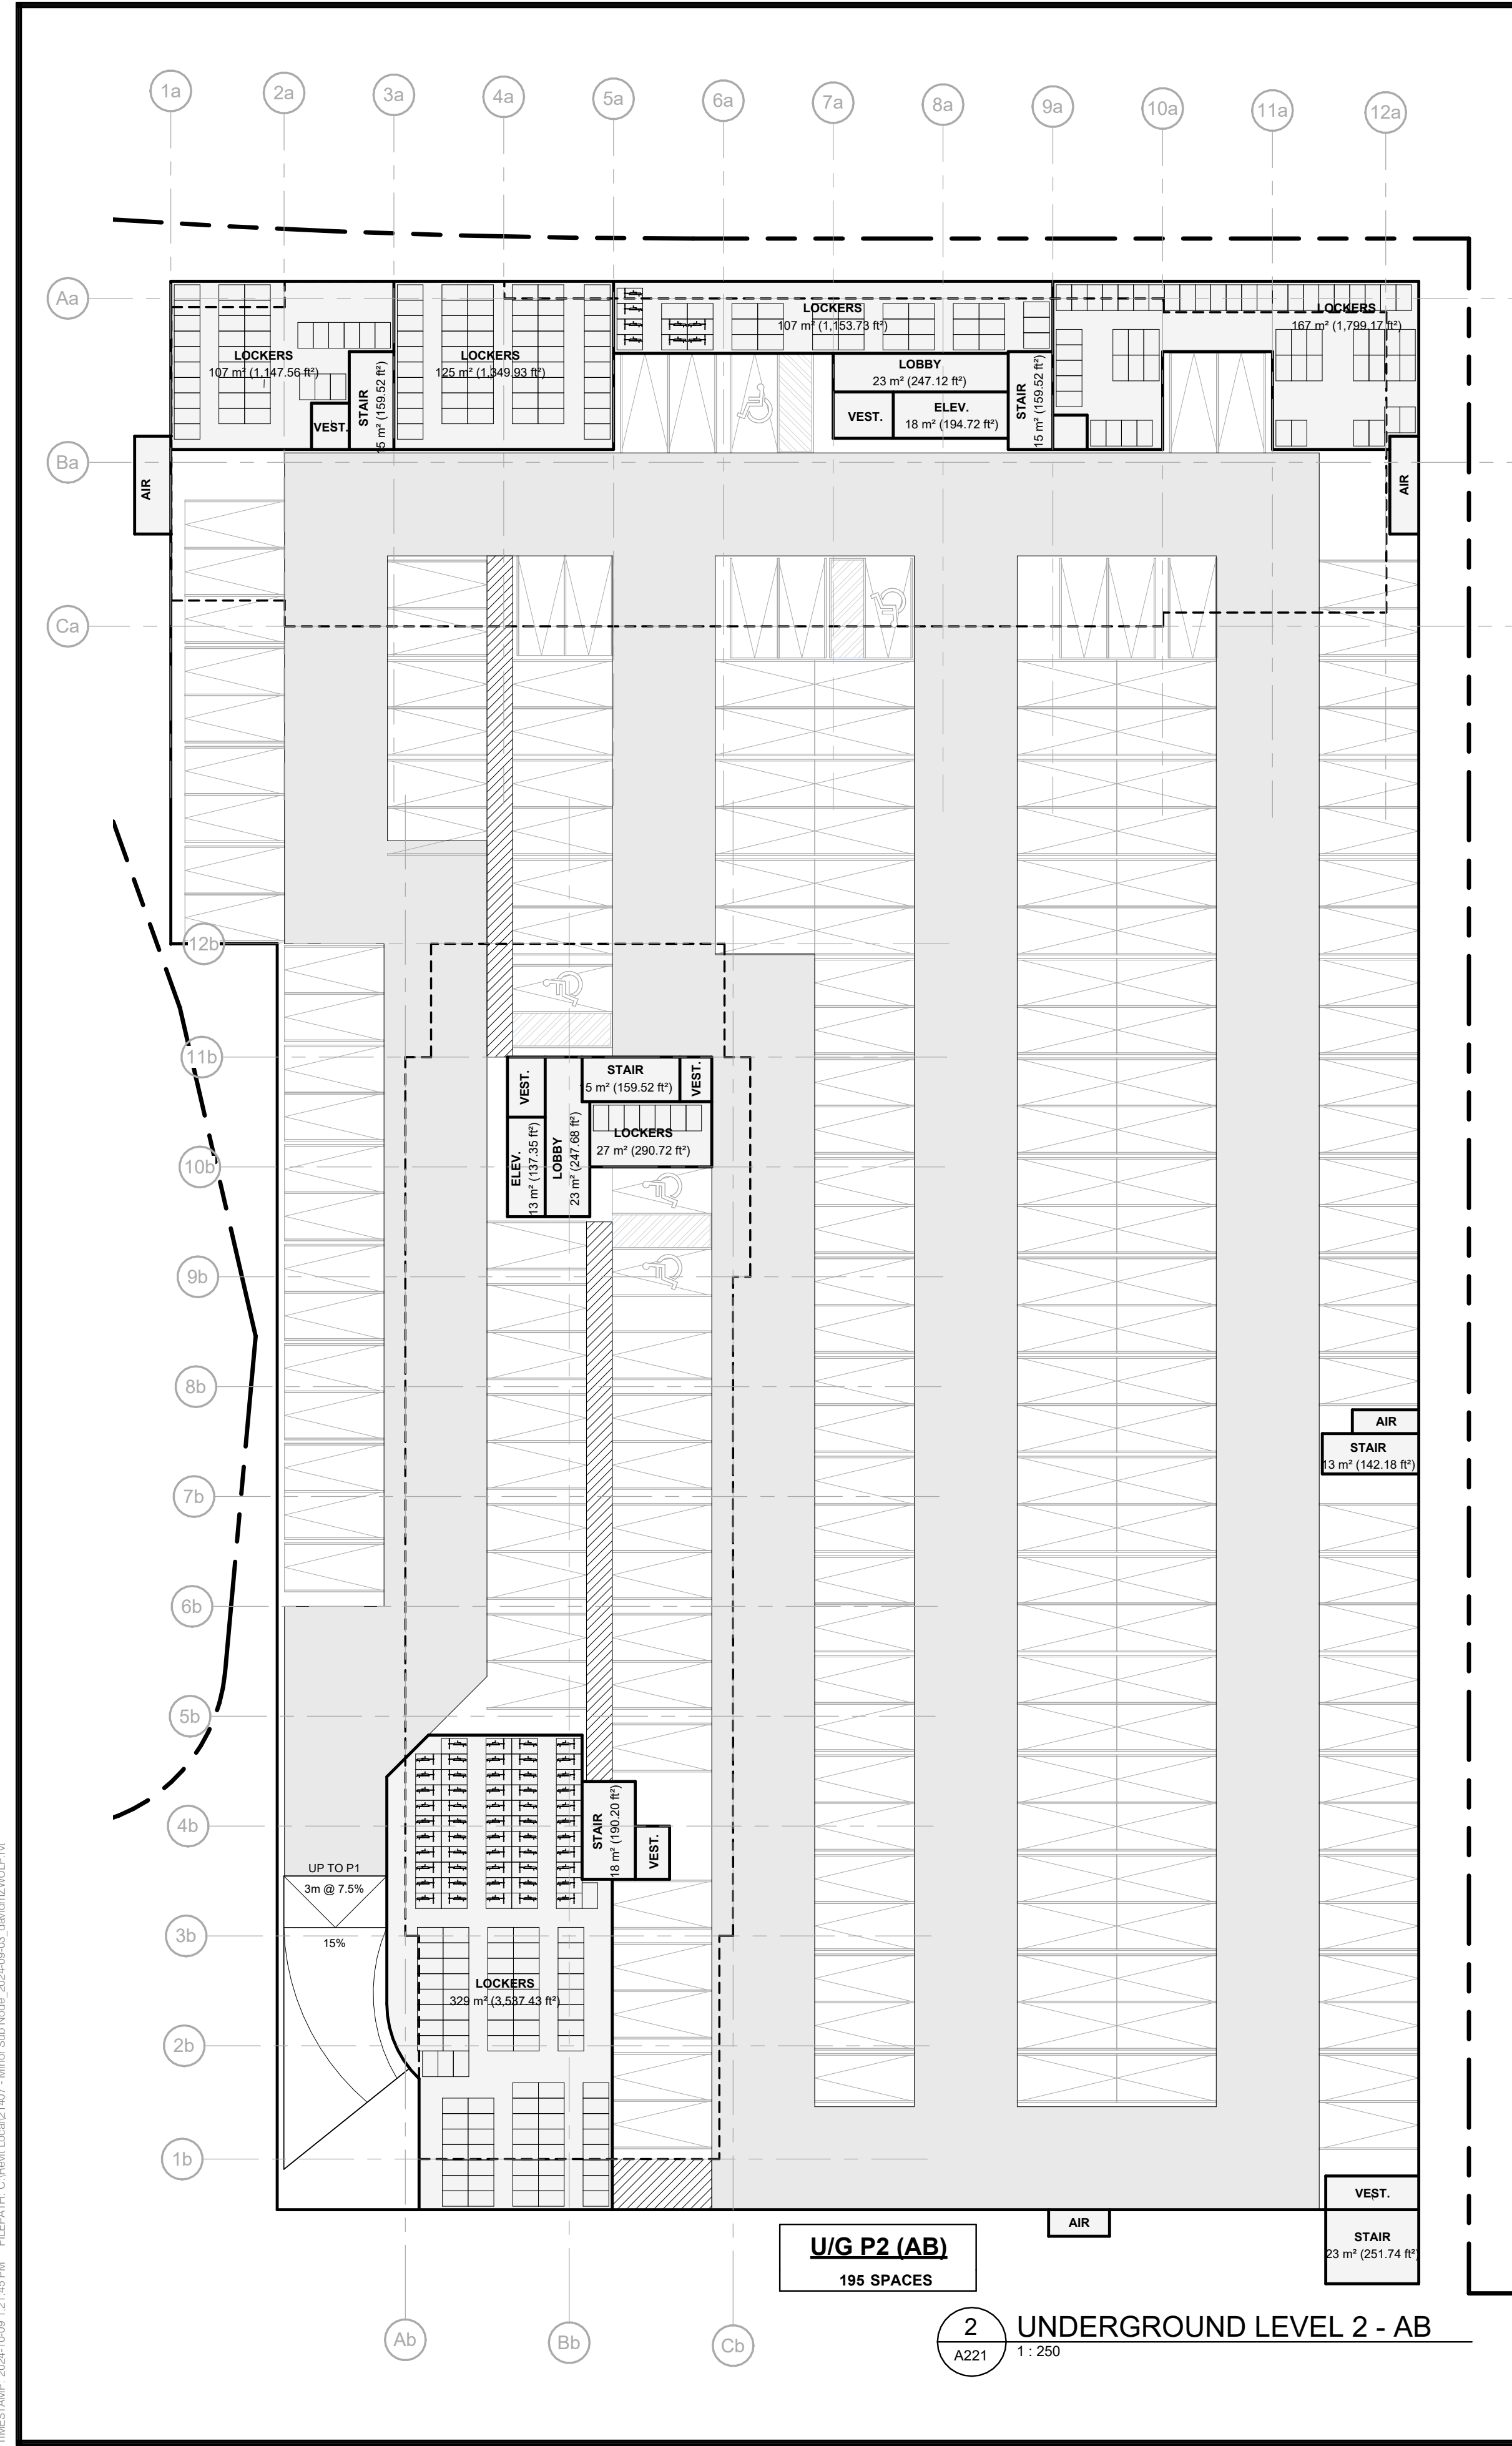 1a
2a
3a
4a
5a
6a
7a
8a
9a
10a
11a
12a
Aa
Ba
Ca
LOCKERS
107 m² (1,147.56 ft²)
VEST.
STAIR
15 m² (159.52 ft²)
LOCKERS
125 m² (1,349.93 ft²)
LOCKERS
107 m² (1,153.73 ft²)
LOBBY
23 m² (247.12 ft²)
VEST.
ELEV.
18 m² (194.72 ft²)
STAIR
15 m² (159.52 ft²)
LOCKERS
167 m² (1,799.17 ft²)
AIR
AIR
12b
11b
10b
9b
8b
7b
6b
5b
4b
3b
2b
1b
VEST.
STAIR
15 m² (159.52 ft²)
VEST.
ELEV.
13 m² (137.35 ft²)
LOBBY
23 m² (247.68 ft²)
LOCKERS
27 m² (290.72 ft²)
AIR
STAIR
13 m² (142.18 ft²)
STAIR
18 m² (190.20 ft²)
VEST.
UP TO P1
3m @ 7.5%
15%
LOCKERS
329 m² (3,537.43 ft²)
VEST.
STAIR
23 m² (251.74 ft²)
AIR
U/G P2 (AB)
195 SPACES
Ab
Bb
Cb
2
A221
UNDERGROUND LEVEL 2 - AB
1 : 250